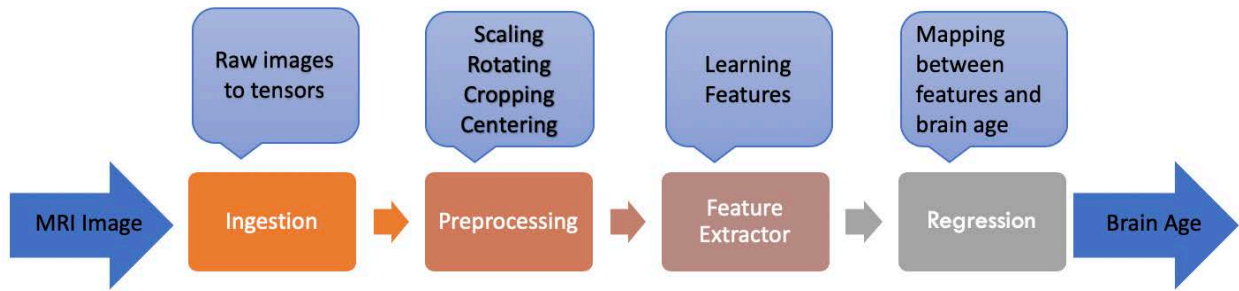 Raw images
to tensors
Scaling
Rotating
Cropping
Centering
Learning
Features
Mapping
between
features and
brain age
MRI Image
Ingestion
Preprocessing
Feature
Extractor
Regression
Brain Age